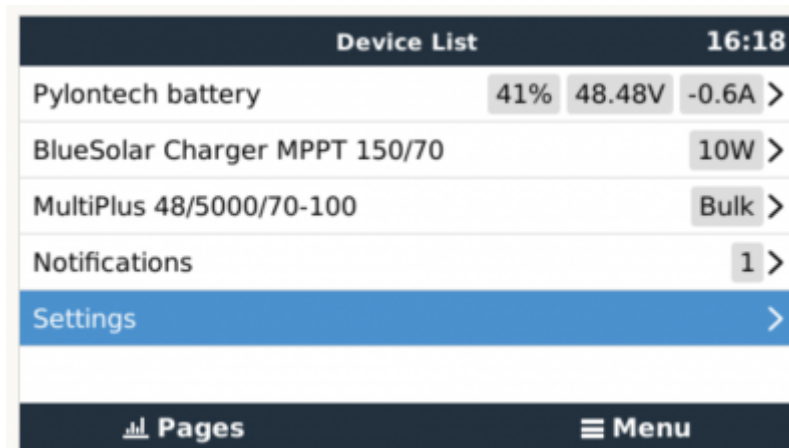 Device List 16:18
Pylontech battery 41% 48.48V -0.6A
BlueSolar Charger MPPT 150/70 10W
MultiPlus 48/5000/70-100 Bulk
Notifications 1
Settings
Pages Menu